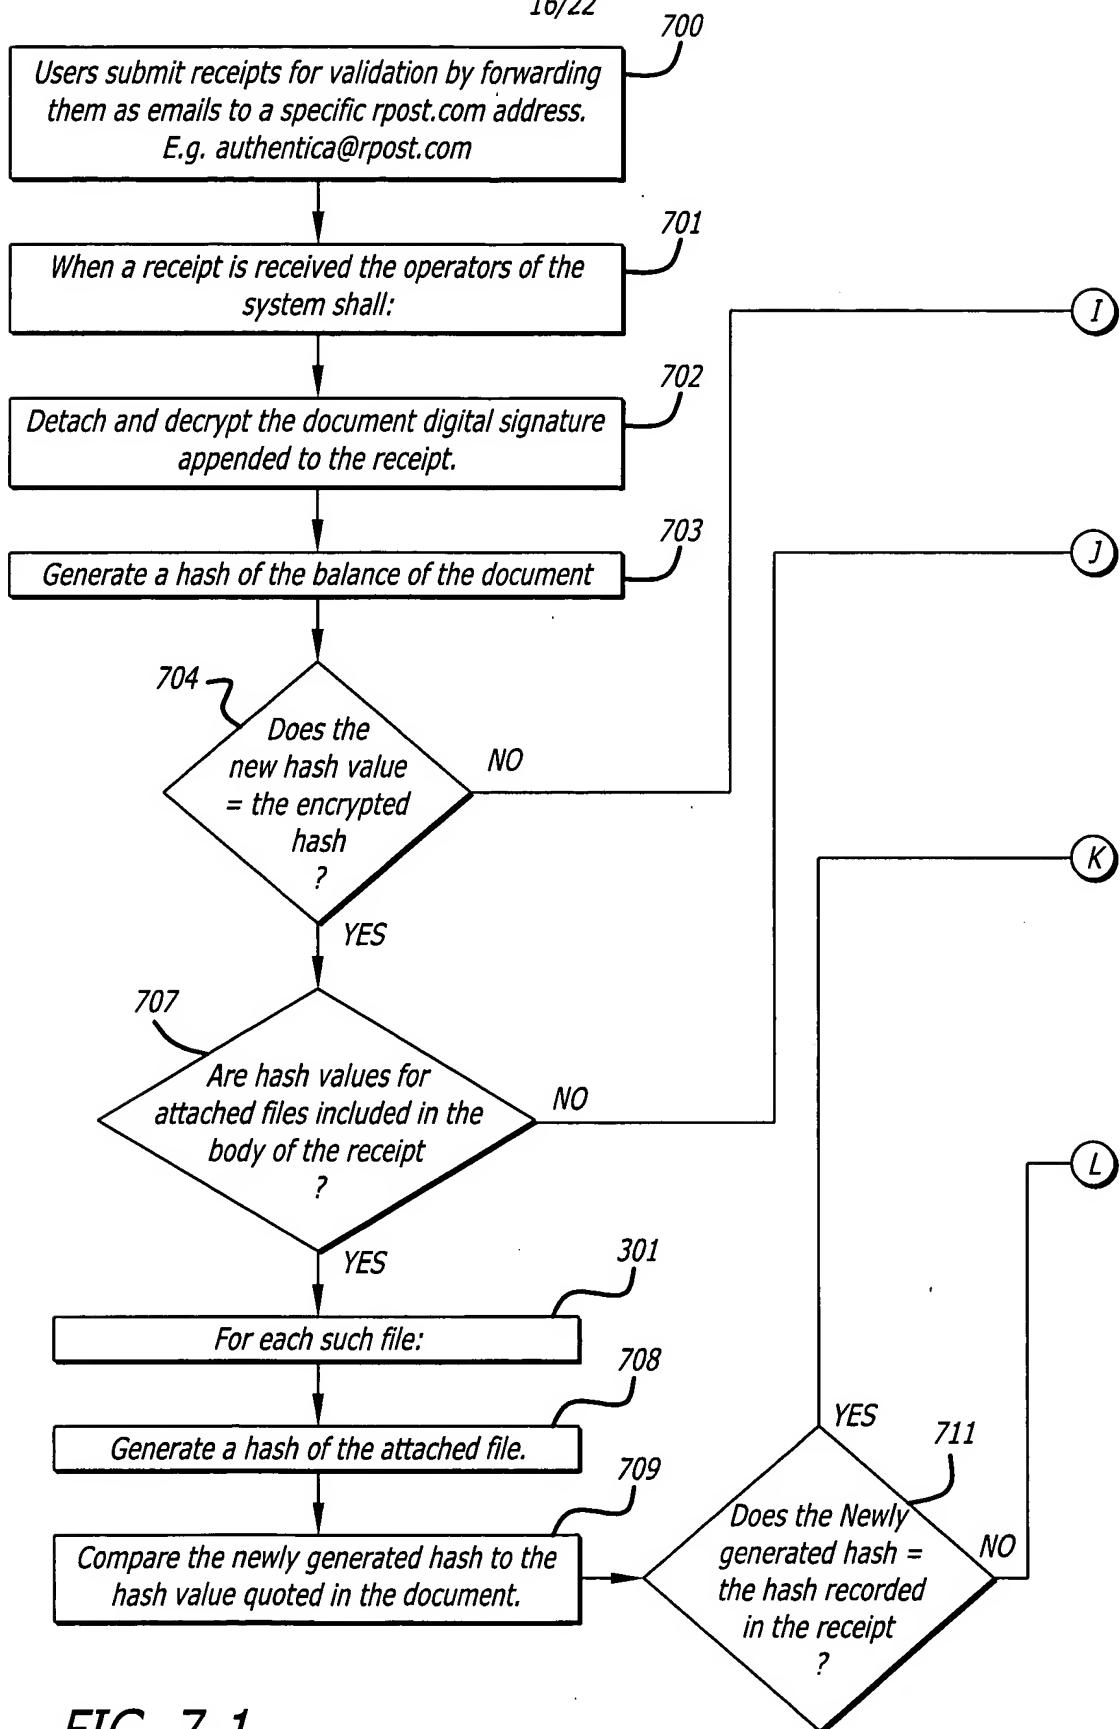 16/22
700
Users submit receipts for validation by forwarding
them as emails to a specific rpost.com address.
E.g. authentica@rpost.com
701
When a receipt is received the operators of the
system shall:
I
702
Detach and decrypt the document digital signature
appended to the receipt.
703
Generate a hash of the balance of the document
J
704
Does the
new hash value
= the encrypted
hash
?
NO
YES
K
707
Are hash values for
attached files included in the
body of the receipt
?
NO
YES
L
301
For each such file:
708
Generate a hash of the attached file.
709
Compare the newly generated hash to the
hash value quoted in the document.
YES
711
Does the Newly
generated hash =
the hash recorded
in the receipt
?
NO
FIG. 7-1